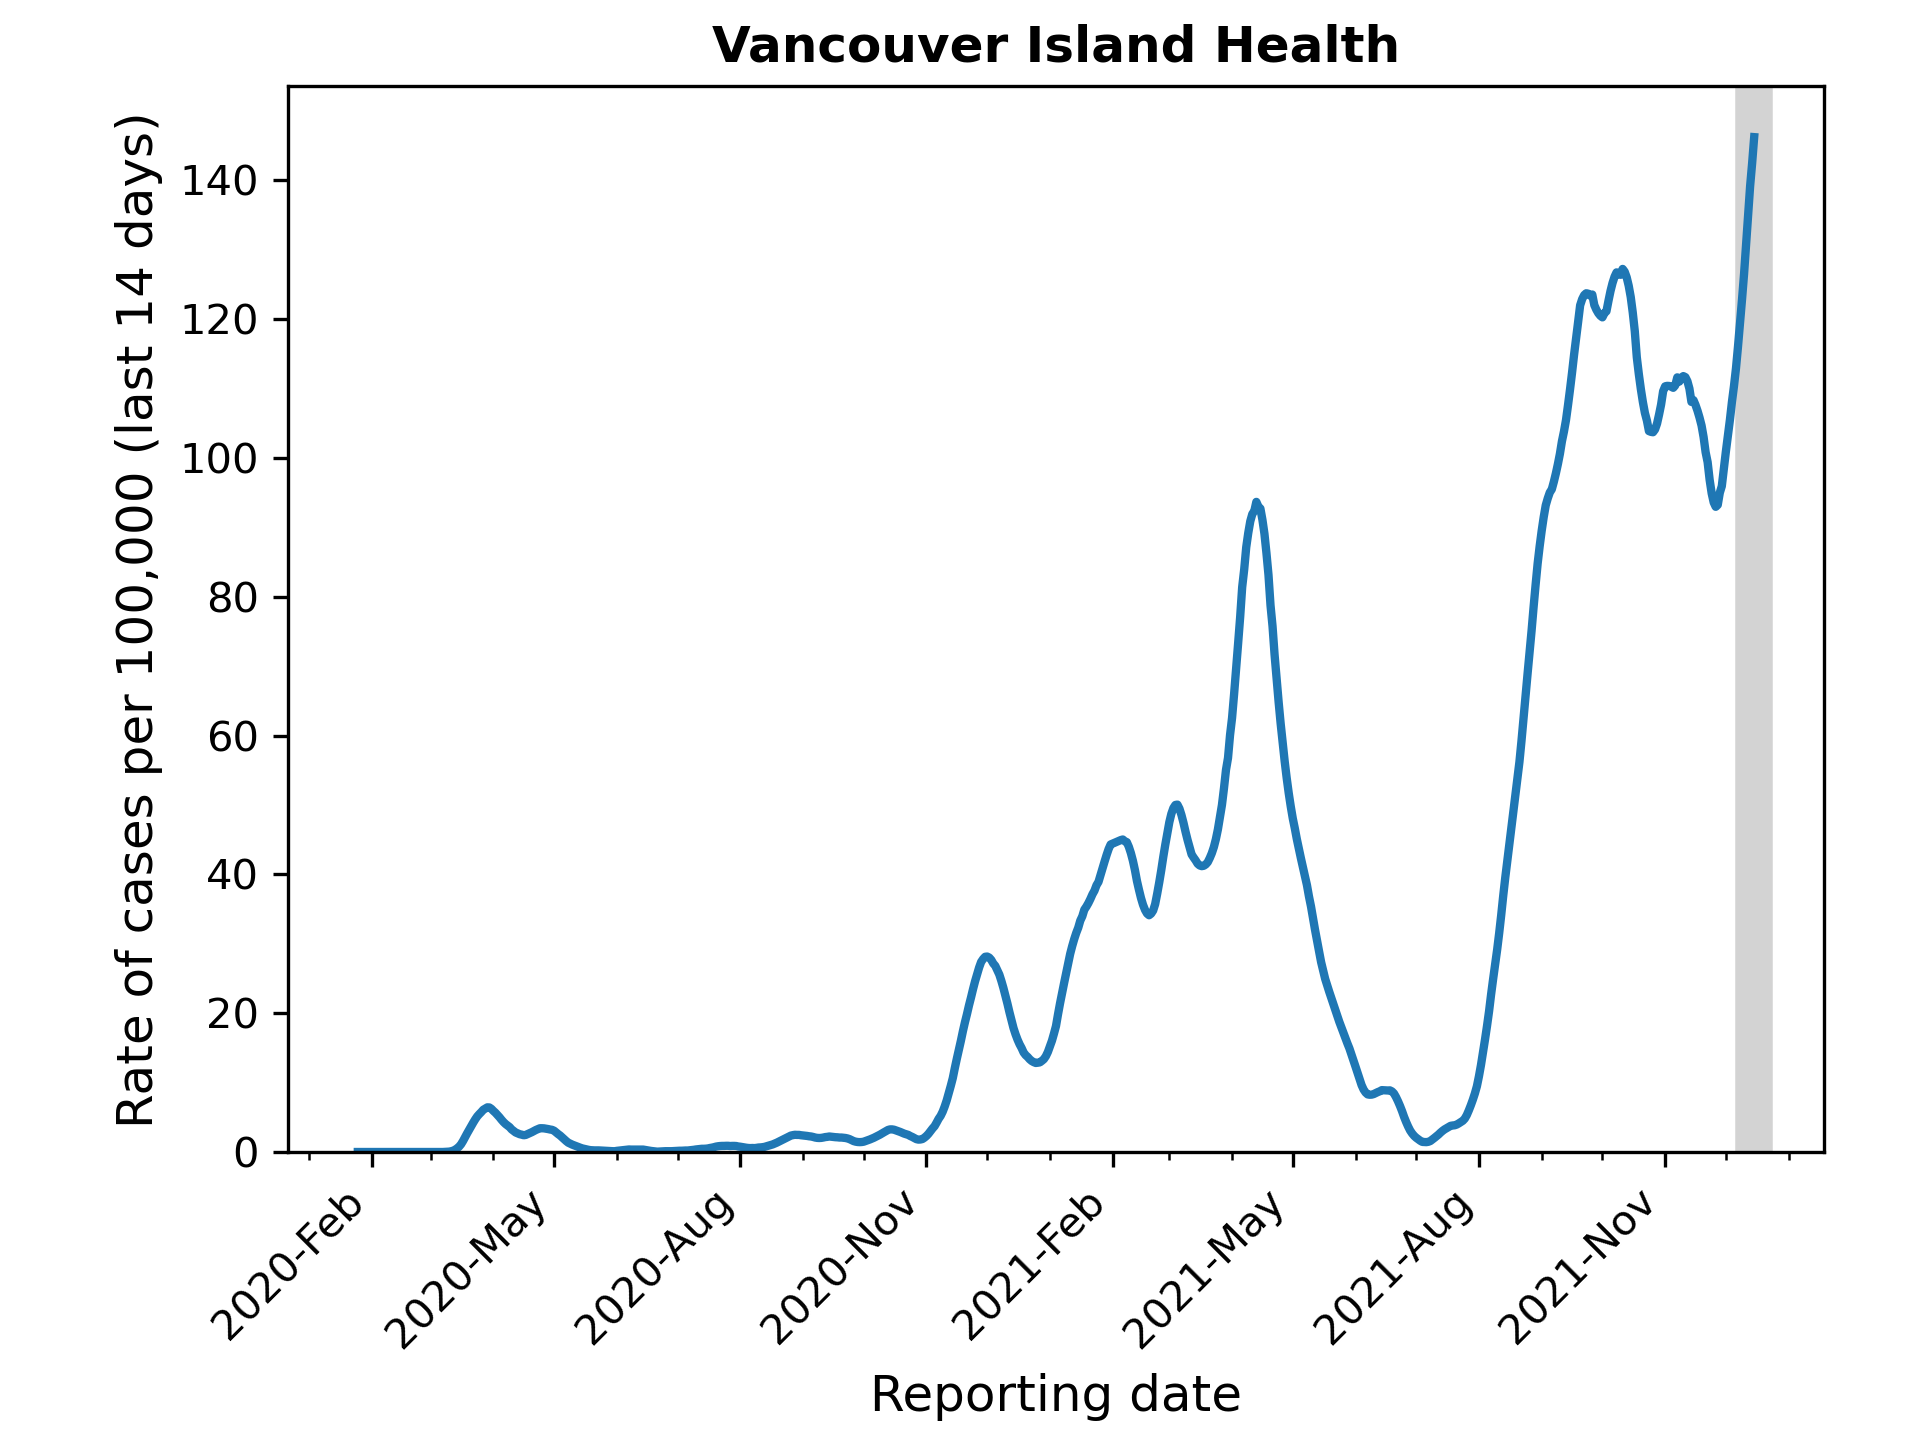 Vancouver Island Health
Rate of cases per 100,000 (last 14 days)
140
120
100
80
60
40
20
0
2020-Feb
2020-May
2020-Aug
2020-Nov
2021-Feb
2021-May
2021-Aug
2021-Nov
Reporting date